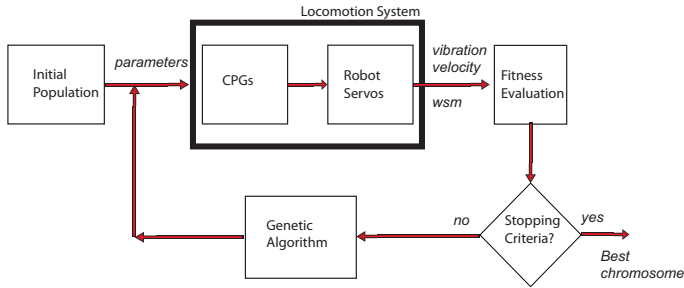 Locomotion System
Initial
Population
parameters
CPGs
Robot
Servos
vibration
velocity
wsm
Fitness
Evaluation
Genetic
Algorithm
no
Stopping
Criteria?
yes
Best
chromosome